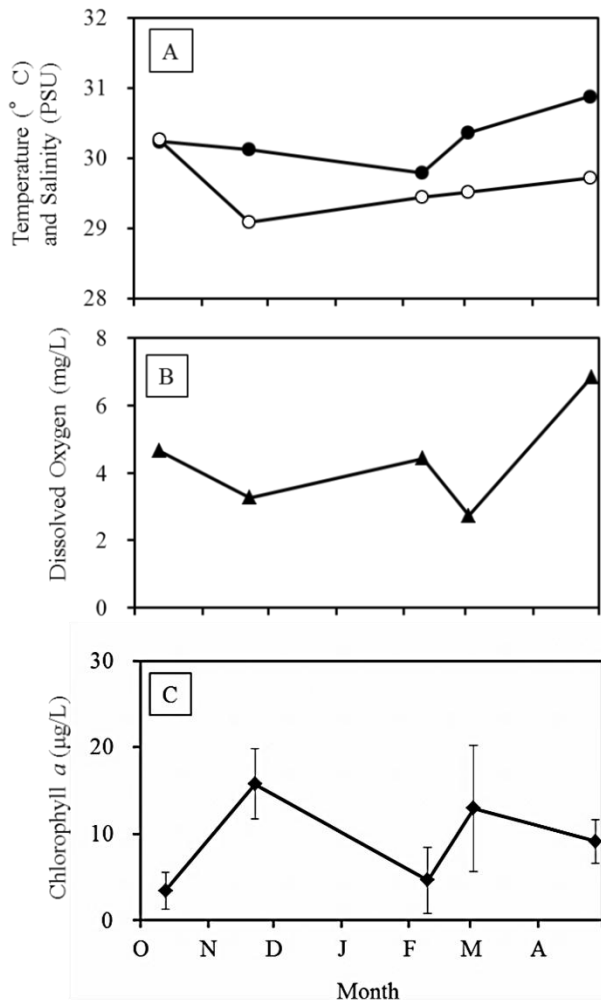 32
31
30
29
28
Temperature (° C)
and Salinity (PSU)
A
8
6
4
2
0
Dissolved Oxygen (mg/L)
B
30
20
10
0
Chlorophyll a (µg/L)
C
O N D J F M A
Month